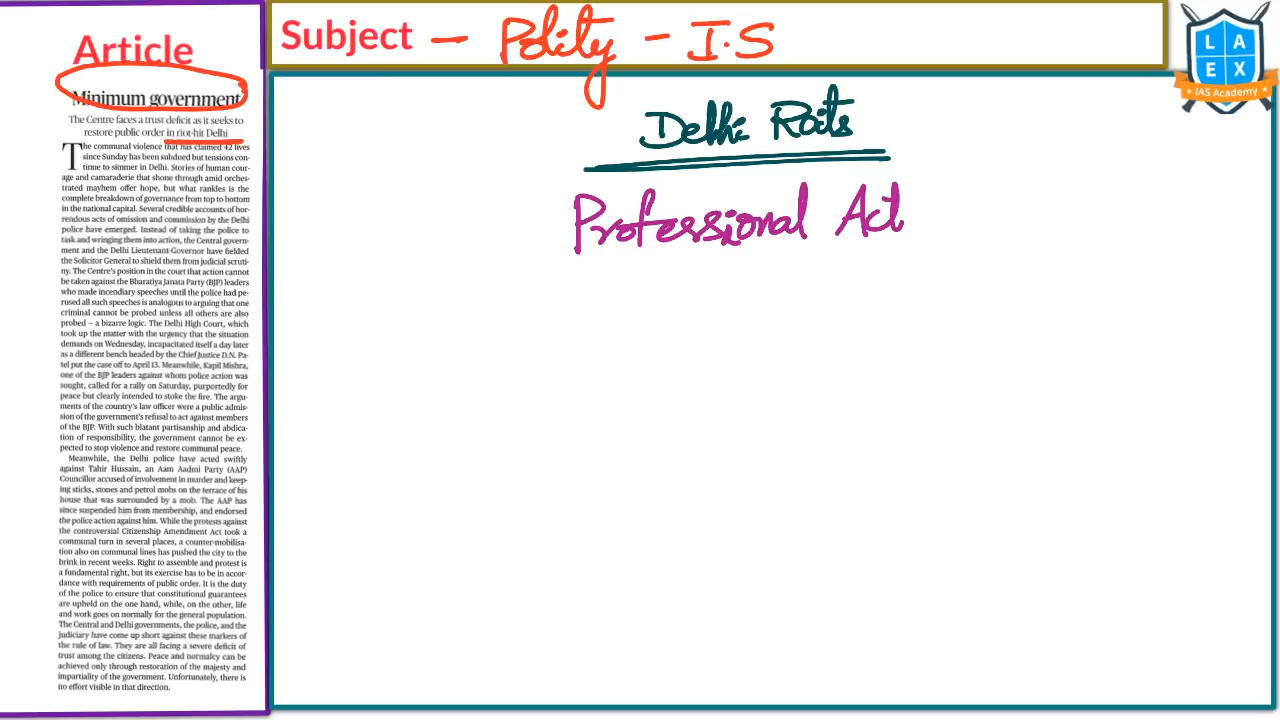 Article
Minimum government
The Centre faces a trust deficit as it seeks to
restore public order in riot-hit Delhi
The communal violence that has claimed 42 lives
since Sunday has been subdued but tensions con-
tinue to simmer in Delhi. Stories of human cour-
age and camaraderie that shone through amid orches-
trated mayhem offer hope, but what rankles is the
complete breakdown of governance from top to bottom
in the national capital. Several credible accounts of hor-
rendous acts of omission and commission by the Delhi
police have emerged. Instead of taking the police to
task and wringing them into action, the Central govern-
ment and the Delhi Lieutenant-Governor have fielded
the Solicitor General to shield them from judicial scruti-
ny. The Centre's position in the court that action cannot
be taken against the Bharatiya Janata Party (BJP) leaders
who made incendiary speeches until the police had pe-
rused all such speeches is analogous to arguing that one
criminal cannot be probed unless all others are also
probed – a bizarre logic. The Delhi High Court, which
took up the matter with the urgency that the situation
demands on Wednesday, incapacitated itself a day later
as a different bench headed by the Chief Justice D.N. Pa-
tel put the case off to April 13. Meanwhile, Kapil Mishra,
one of the BJP leaders against whom police action was
sought, called for a rally on Saturday, purportedly for
peace but clearly intended to stoke the fire. The argu-
ments of the country's law officer were a public admis-
sion of the government's refusal to act against members
of the BJP. With such blatant partisanship and abdica-
tion of responsibility, the government cannot be ex-
pected to stop violence and restore communal peace.
Meanwhile, the Delhi police have acted swiftly
against Tahir Hussain, an Aam Aadmi Party (AAP)
Councillor accused of involvement in murder and keep-
ing sticks, stones and petrol mobs on the terrace of his
house that was surrounded by a mob. The AAP has
since suspended him from membership, and endorsed
the police action against him. While the protests against
the controversial Citizenship Amendment Act took a
communal turn in several places, a counter-mobilisa-
tion also on communal lines has pushed the city to the
brink in recent weeks. Right to assemble and protest is
a fundamental right, but its exercise has to be in accor-
dance with requirements of public order. It is the duty
of the police to ensure that constitutional guarantees
are upheld on the one hand, while, on the other, life
and work goes on normally for the general population.
The Central and Delhi governments, the police, and the
judiciary have come up short against these markers of
the rule of law. They are all facing a severe deficit of
trust among the citizens. Peace and normalcy can be
achieved only through restoration of the majesty and
impartiality of the government. Unfortunately, there is
no effort visible in that direction.
Subject – Polity – I.S
Delhi Roits
Professional Act
L A
E X
IAS Academy